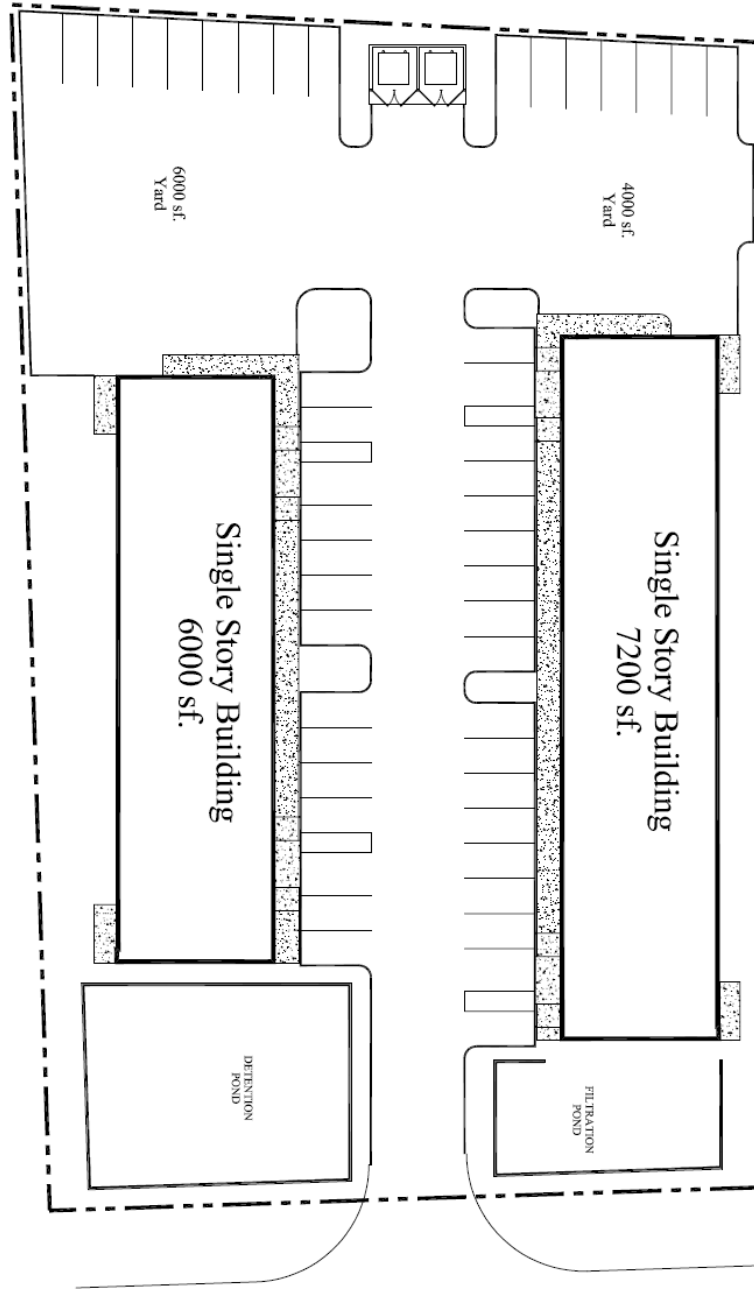 6000 sf.
Yard
4000 sf.
Yard
Single Story Building
6000 sf.
Single Story Building
7200 sf.
DETENTION
POND
FILTRATION
POND